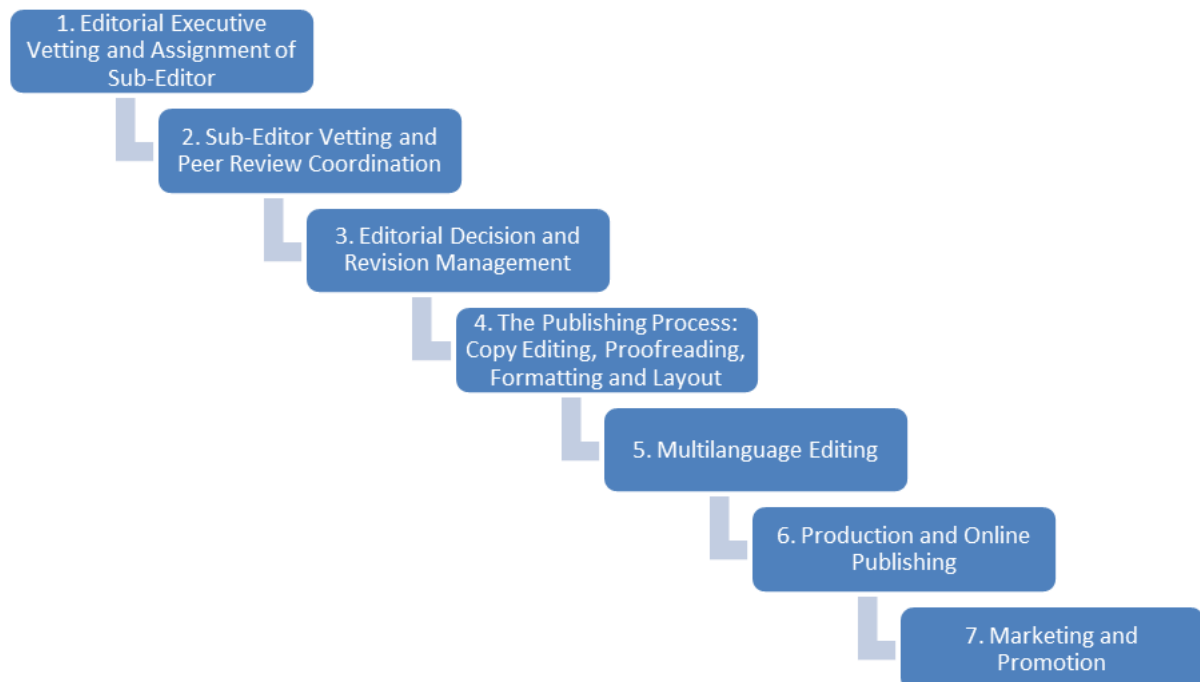 1. Editorial Executive
Vetting and Assignment of
Sub-Editor
2. Sub-Editor Vetting and
Peer Review Coordination
3. Editorial Decision and
Revision Management
4. The Publishing Process:
Copy Editing, Proofreading,
Formatting and Layout
5. Multilanguage Editing
6. Production and Online
Publishing
7. Marketing and
Promotion